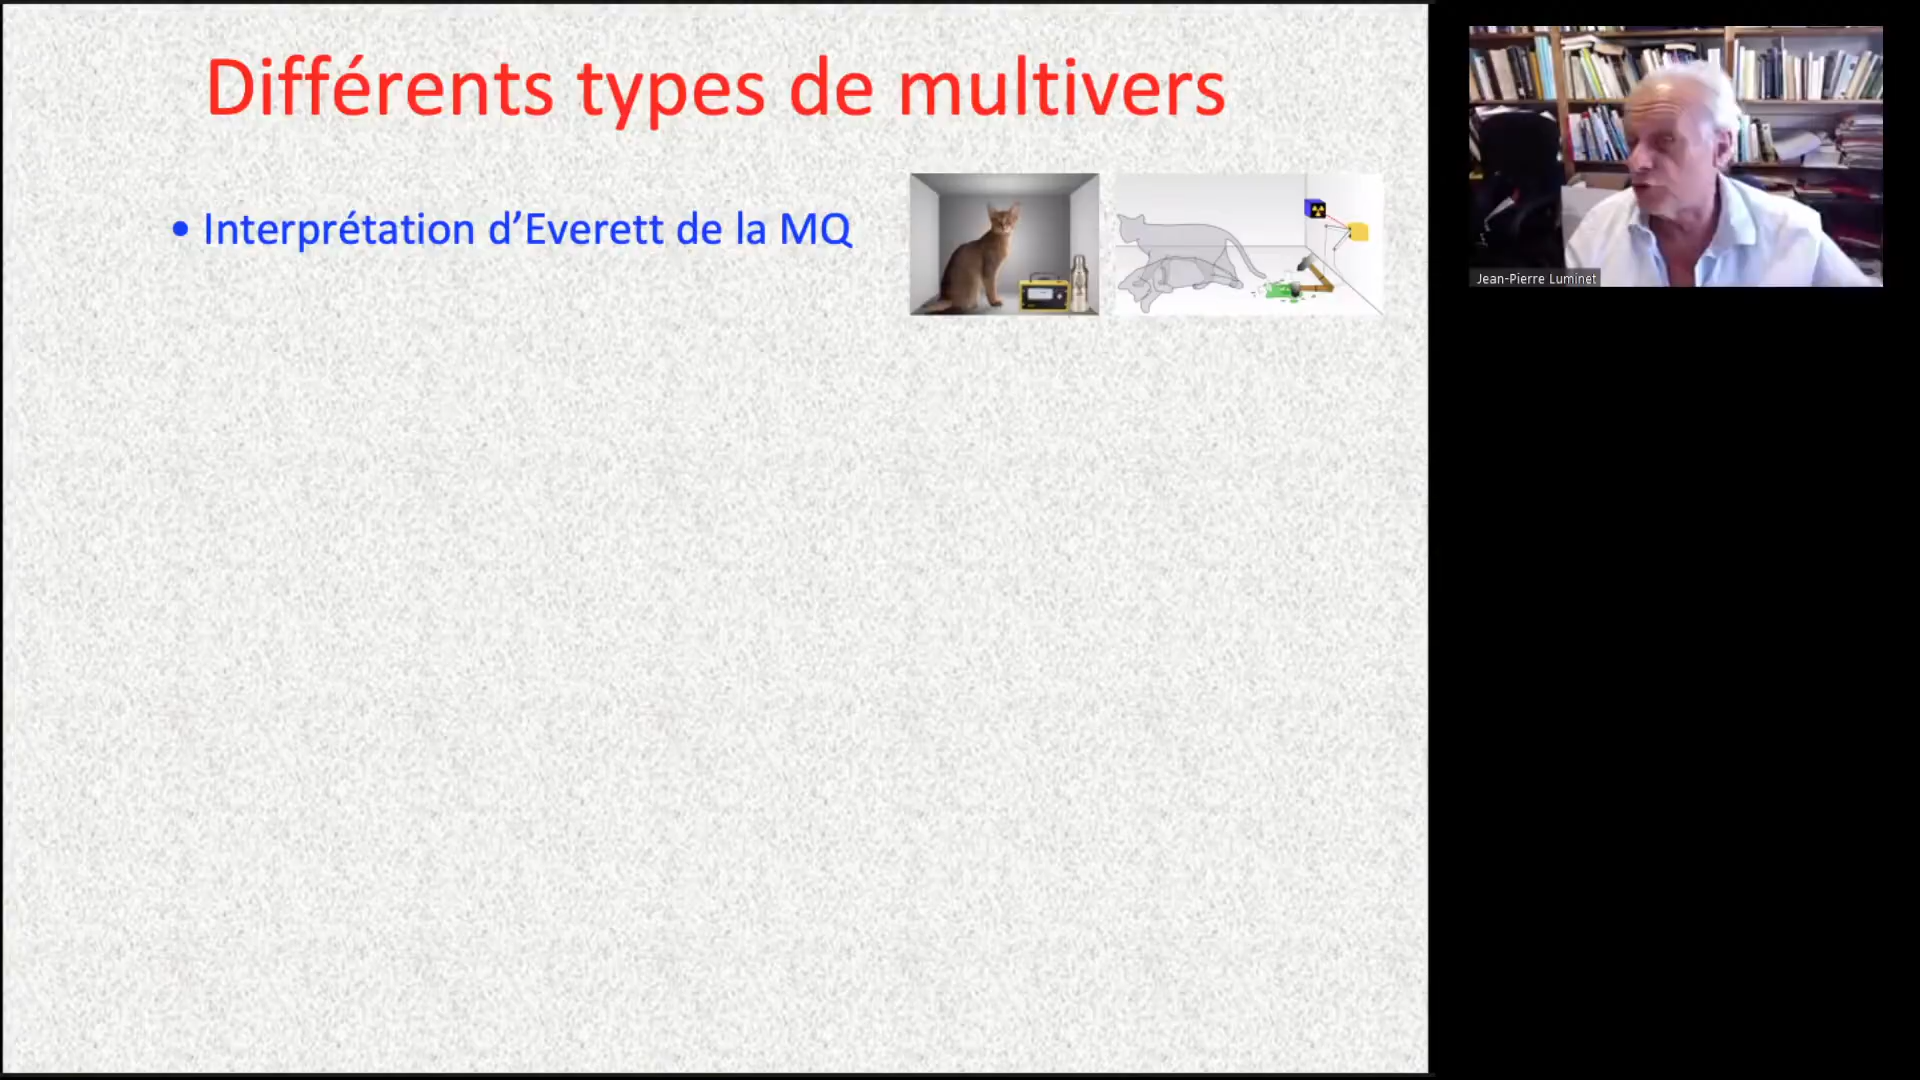 Différents types de multivers
• Interprétation d’Everett de la MQ
Jean-Pierre Luminet